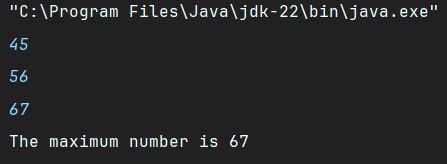 "C:\Program Files\Java\jdk-22\bin\java.exe"
45
56
67
The maximum number is 67